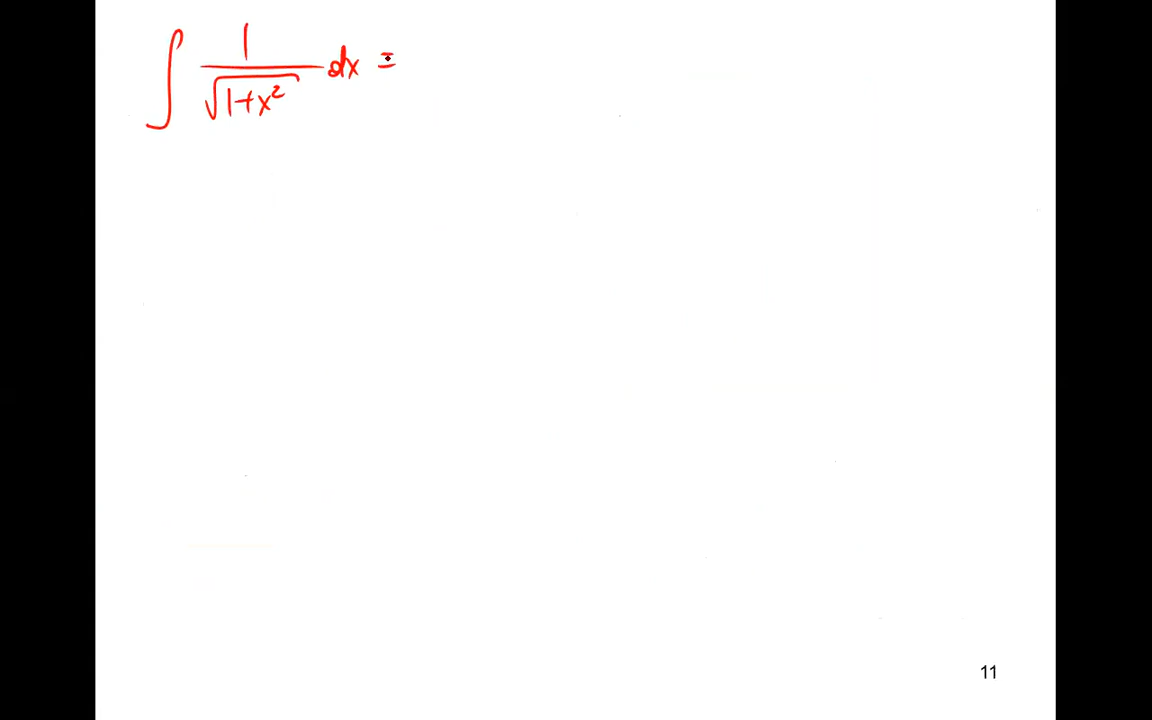 ∫ 1/√(1+x²) dx =
11